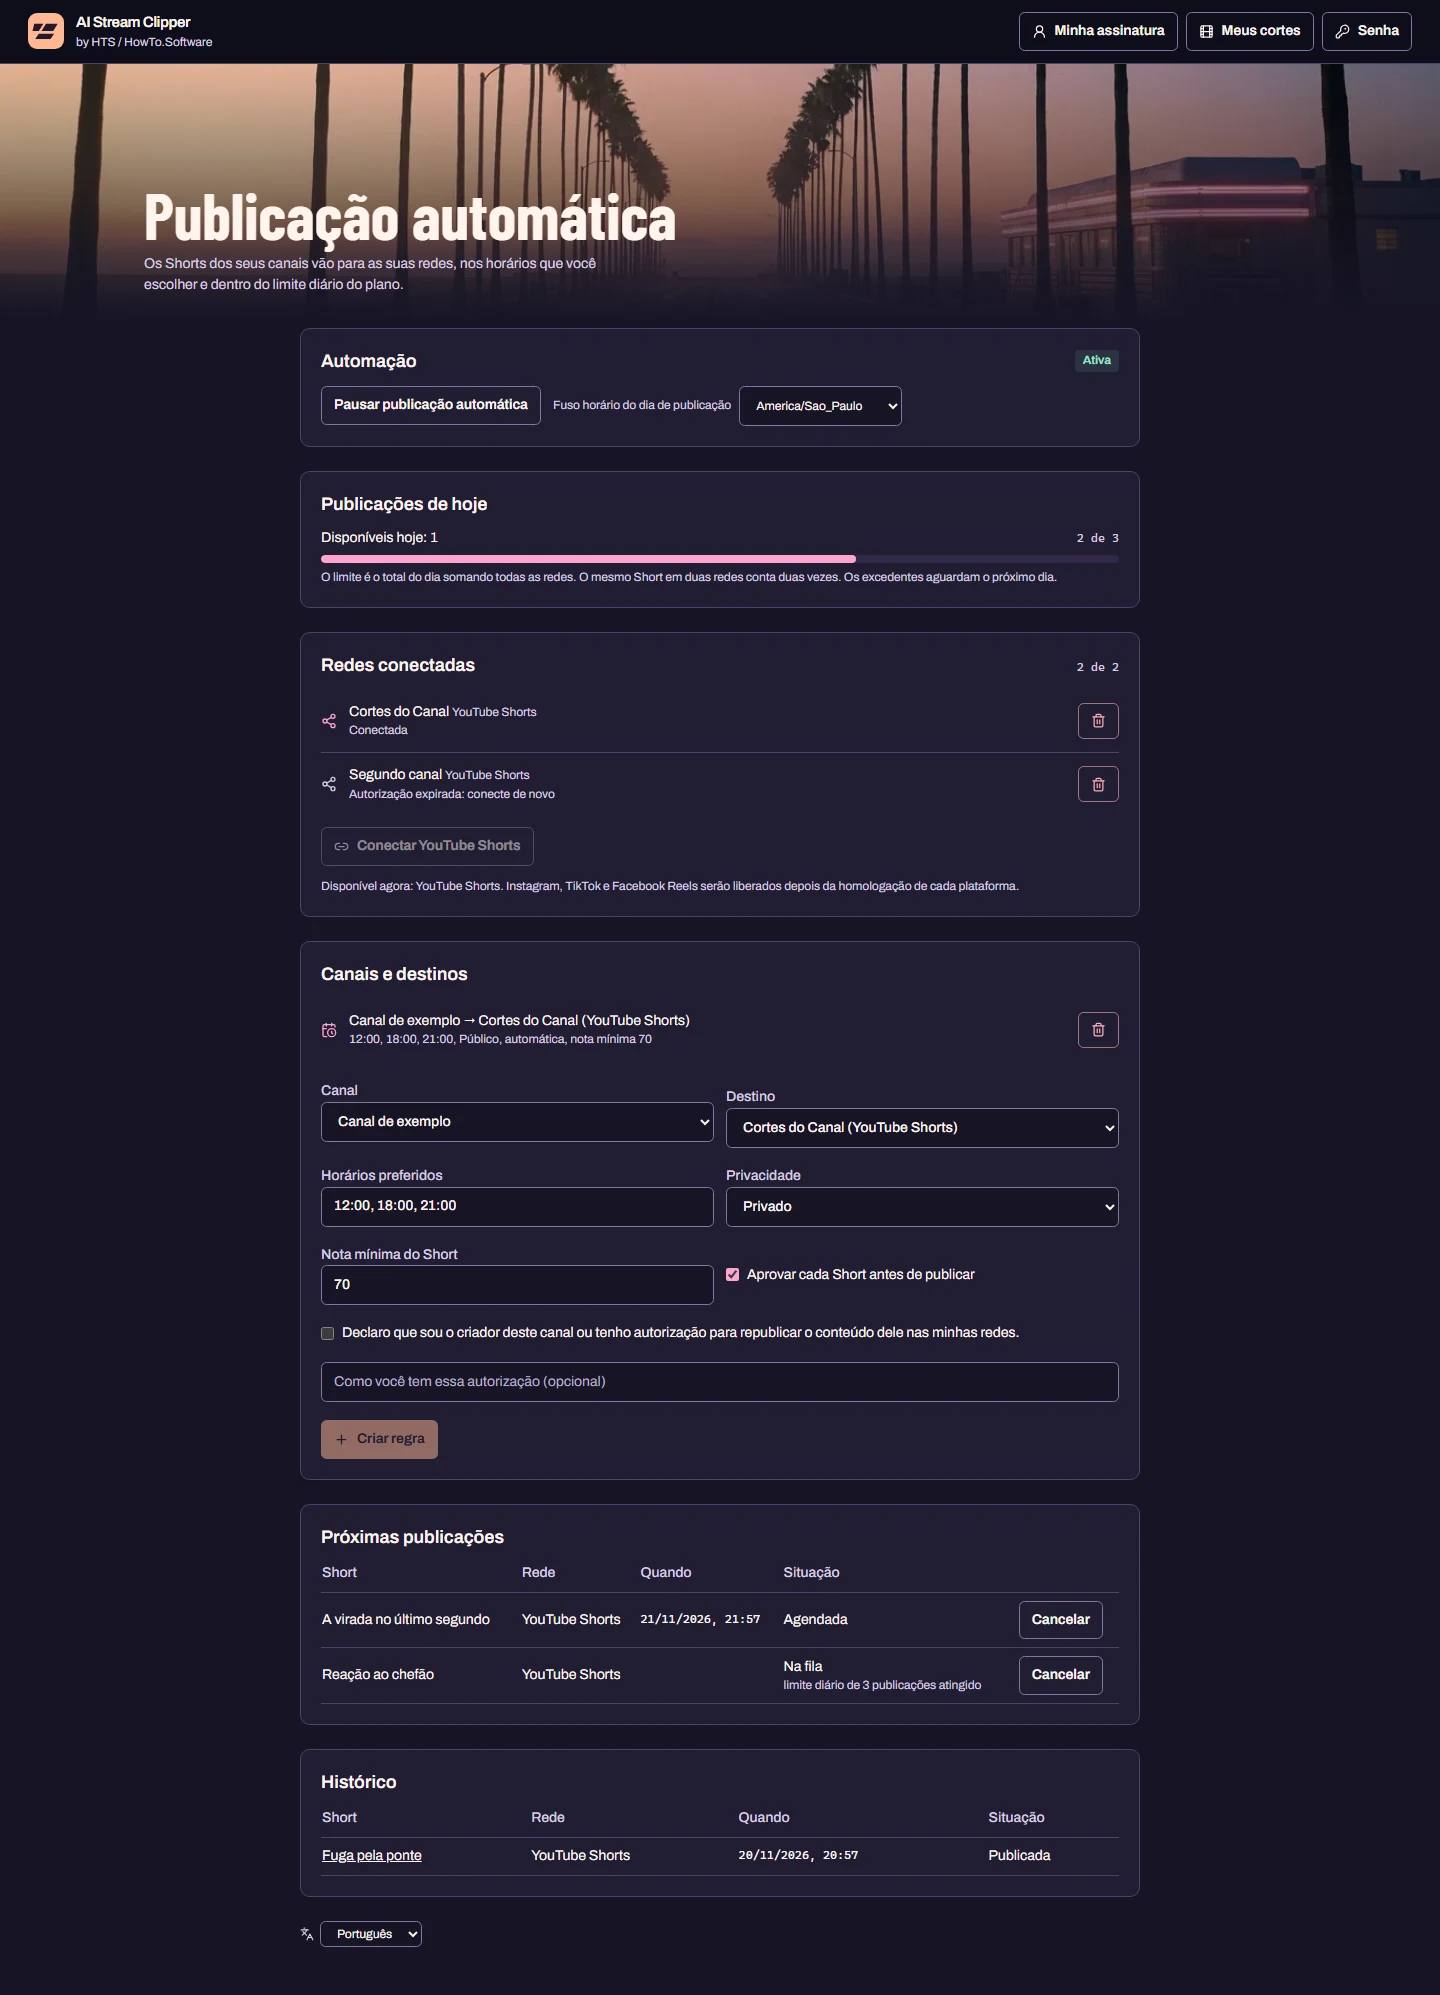 AI Stream Clipper
by HTS / HowTo.Software
Minha assinatura
Meus cortes
Senha
Publicação automática
Os Shorts dos seus canais vão para as suas redes, nos horários que você
escolher e dentro do limite diário do plano.
Automação
Ativa
Pausar publicação automática
Fuso horário do dia de publicação
America/Sao_Paulo
Publicações de hoje
Disponíveis hoje: 1
2 de 3
O limite é o total do dia somando todas as redes. O mesmo Short em duas redes conta duas vezes. Os excedentes aguardam o próximo dia.
Redes conectadas
2 de 2
Cortes do Canal YouTube Shorts
Conectada
Segundo canal YouTube Shorts
Autorização expirada: conecte de novo
Conectar YouTube Shorts
Disponível agora: YouTube Shorts. Instagram, TikTok e Facebook Reels serão liberados depois da homologação de cada plataforma.
Canais e destinos
Canal de exemplo → Cortes do Canal (YouTube Shorts)
12:00, 18:00, 21:00, Público, automática, nota mínima 70
Canal
Destino
Canal de exemplo
Cortes do Canal (YouTube Shorts)
Horários preferidos
Privacidade
12:00, 18:00, 21:00
Privado
Nota mínima do Short
70
Aprovar cada Short antes de publicar
Declaro que sou o criador deste canal ou tenho autorização para republicar o conteúdo dele nas minhas redes.
Como você tem essa autorização (opcional)
Criar regra
Próximas publicações
Short Rede Quando Situação
A virada no último segundo YouTube Shorts 21/11/2026, 21:57 Agendada Cancelar
Reação ao chefão YouTube Shorts Na fila Cancelar
limite diário de 3 publicações atingido
Histórico
Short Rede Quando Situação
Fuga pela ponte YouTube Shorts 20/11/2026, 20:57 Publicada
Português